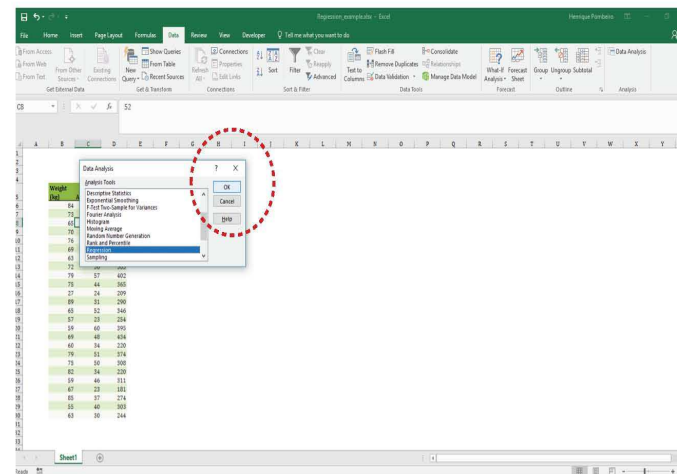 Regression_example.xlsx - Excel
Henrique Pombeiro
File Home Insert Page Layout Formulas Data Review View Developer Tell me what you want to do
From Access
From Web
From Text
From Other Sources
Existing Connections
Get External Data
New Query
Show Queries
From Table
Recent Sources
Get & Transform
Refresh All
Connections
Properties
Edit Links
Connections
Sort
Filter
Clear
Reapply
Advanced
Sort & Filter
Text to Columns
Flash Fill
Remove Duplicates
Data Validation
Consolidate
Relationships
Manage Data Model
Data Tools
What-If Analysis
Forecast Sheet
Forecast
Group Ungroup Subtotal
Outline
Data Analysis
Analysis
C8 fx 52
A B C D E F G H I J K L M N O P Q R S T U V W X Y
Data Analysis ? X
Analysis Tools
Descriptive Statistics
Exponential Smoothing
F-Test Two-Sample for Variances
Fourier Analysis
Histogram
Moving Average
Random Number Generation
Rank and Percentile
Regression
Sampling
OK
Cancel
Help
Weight
(kg)
84
73
65
70
76
69
63
72
79 57 402
75 44 365
27 24 209
89 31 290
65 52 346
57 23 254
59 60 395
69 48 434
60 34 220
79 51 374
75 50 308
82 34 220
59 46 311
67 23 181
85 37 274
55 40 303
63 30 244
Sheet1
Ready